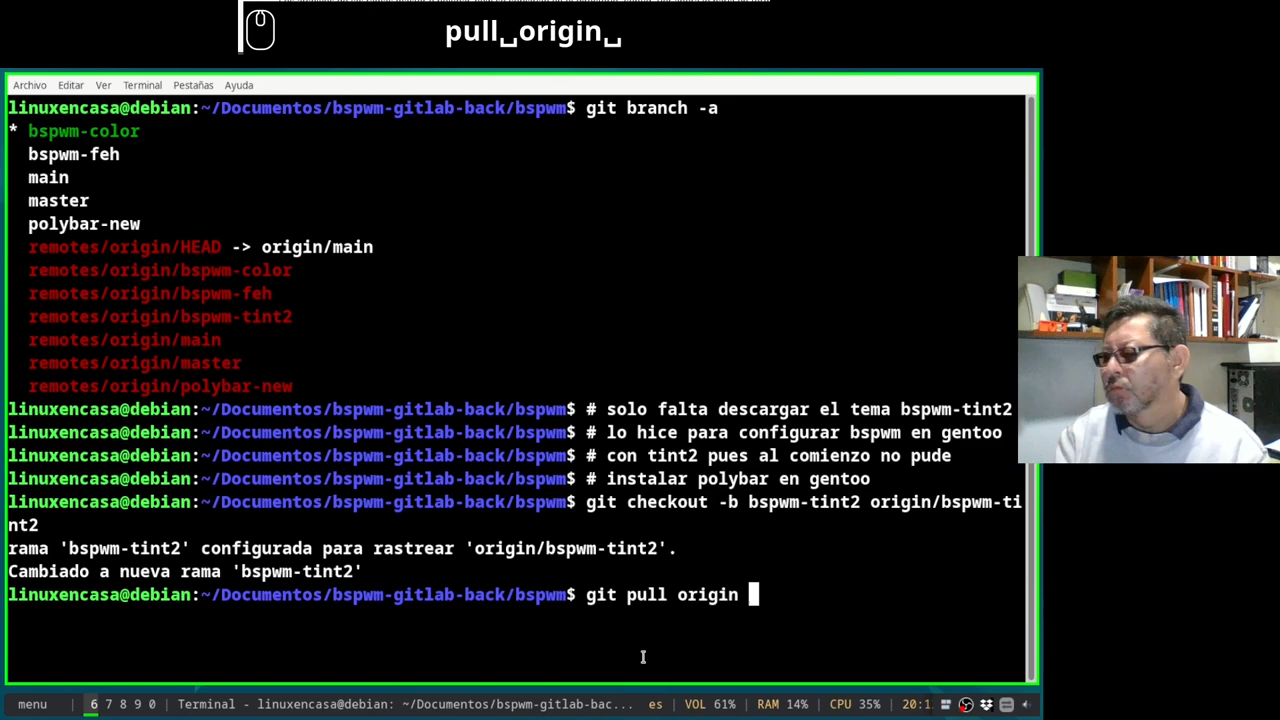 pull␣origin␣
Archivo Editar Ver Terminal Pestañas Ayuda
linuxencasa@debian:~/Documentos/bspwm-gitlab-back/bspwm$ git branch -a
* bspwm-color
bspwm-feh
main
master
polybar-new
remotes/origin/HEAD -> origin/main
remotes/origin/bspwm-color
remotes/origin/bspwm-feh
remotes/origin/bspwm-tint2
remotes/origin/main
remotes/origin/master
remotes/origin/polybar-new
linuxencasa@debian:~/Documentos/bspwm-gitlab-back/bspwm$ # solo falta descargar el tema bspwm-tint2
linuxencasa@debian:~/Documentos/bspwm-gitlab-back/bspwm$ # lo hice para configurar bspwm en gentoo
linuxencasa@debian:~/Documentos/bspwm-gitlab-back/bspwm$ # con tint2 pues al comienzo no pude
linuxencasa@debian:~/Documentos/bspwm-gitlab-back/bspwm$ # instalar polybar en gentoo
linuxencasa@debian:~/Documentos/bspwm-gitlab-back/bspwm$ git checkout -b bspwm-tint2 origin/bspwm-ti
nt2
rama 'bspwm-tint2' configurada para rastrear 'origin/bspwm-tint2'.
Cambiado a nueva rama 'bspwm-tint2'
linuxencasa@debian:~/Documentos/bspwm-gitlab-back/bspwm$ git pull origin
menu | 6 7 8 9 0 | Terminal - linuxencasa@debian: ~/Documentos/bspwm-gitlab-bac... es | VOL 61% | RAM 14% | CPU 35% |